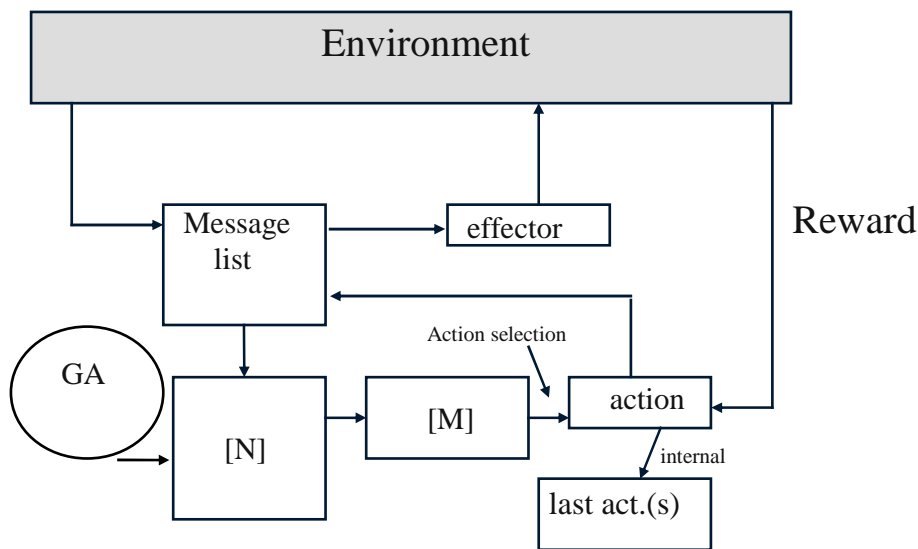 Environment
Message
list
effector
Reward
Action selection
GA
[N]
[M]
action
internal
last act.(s)